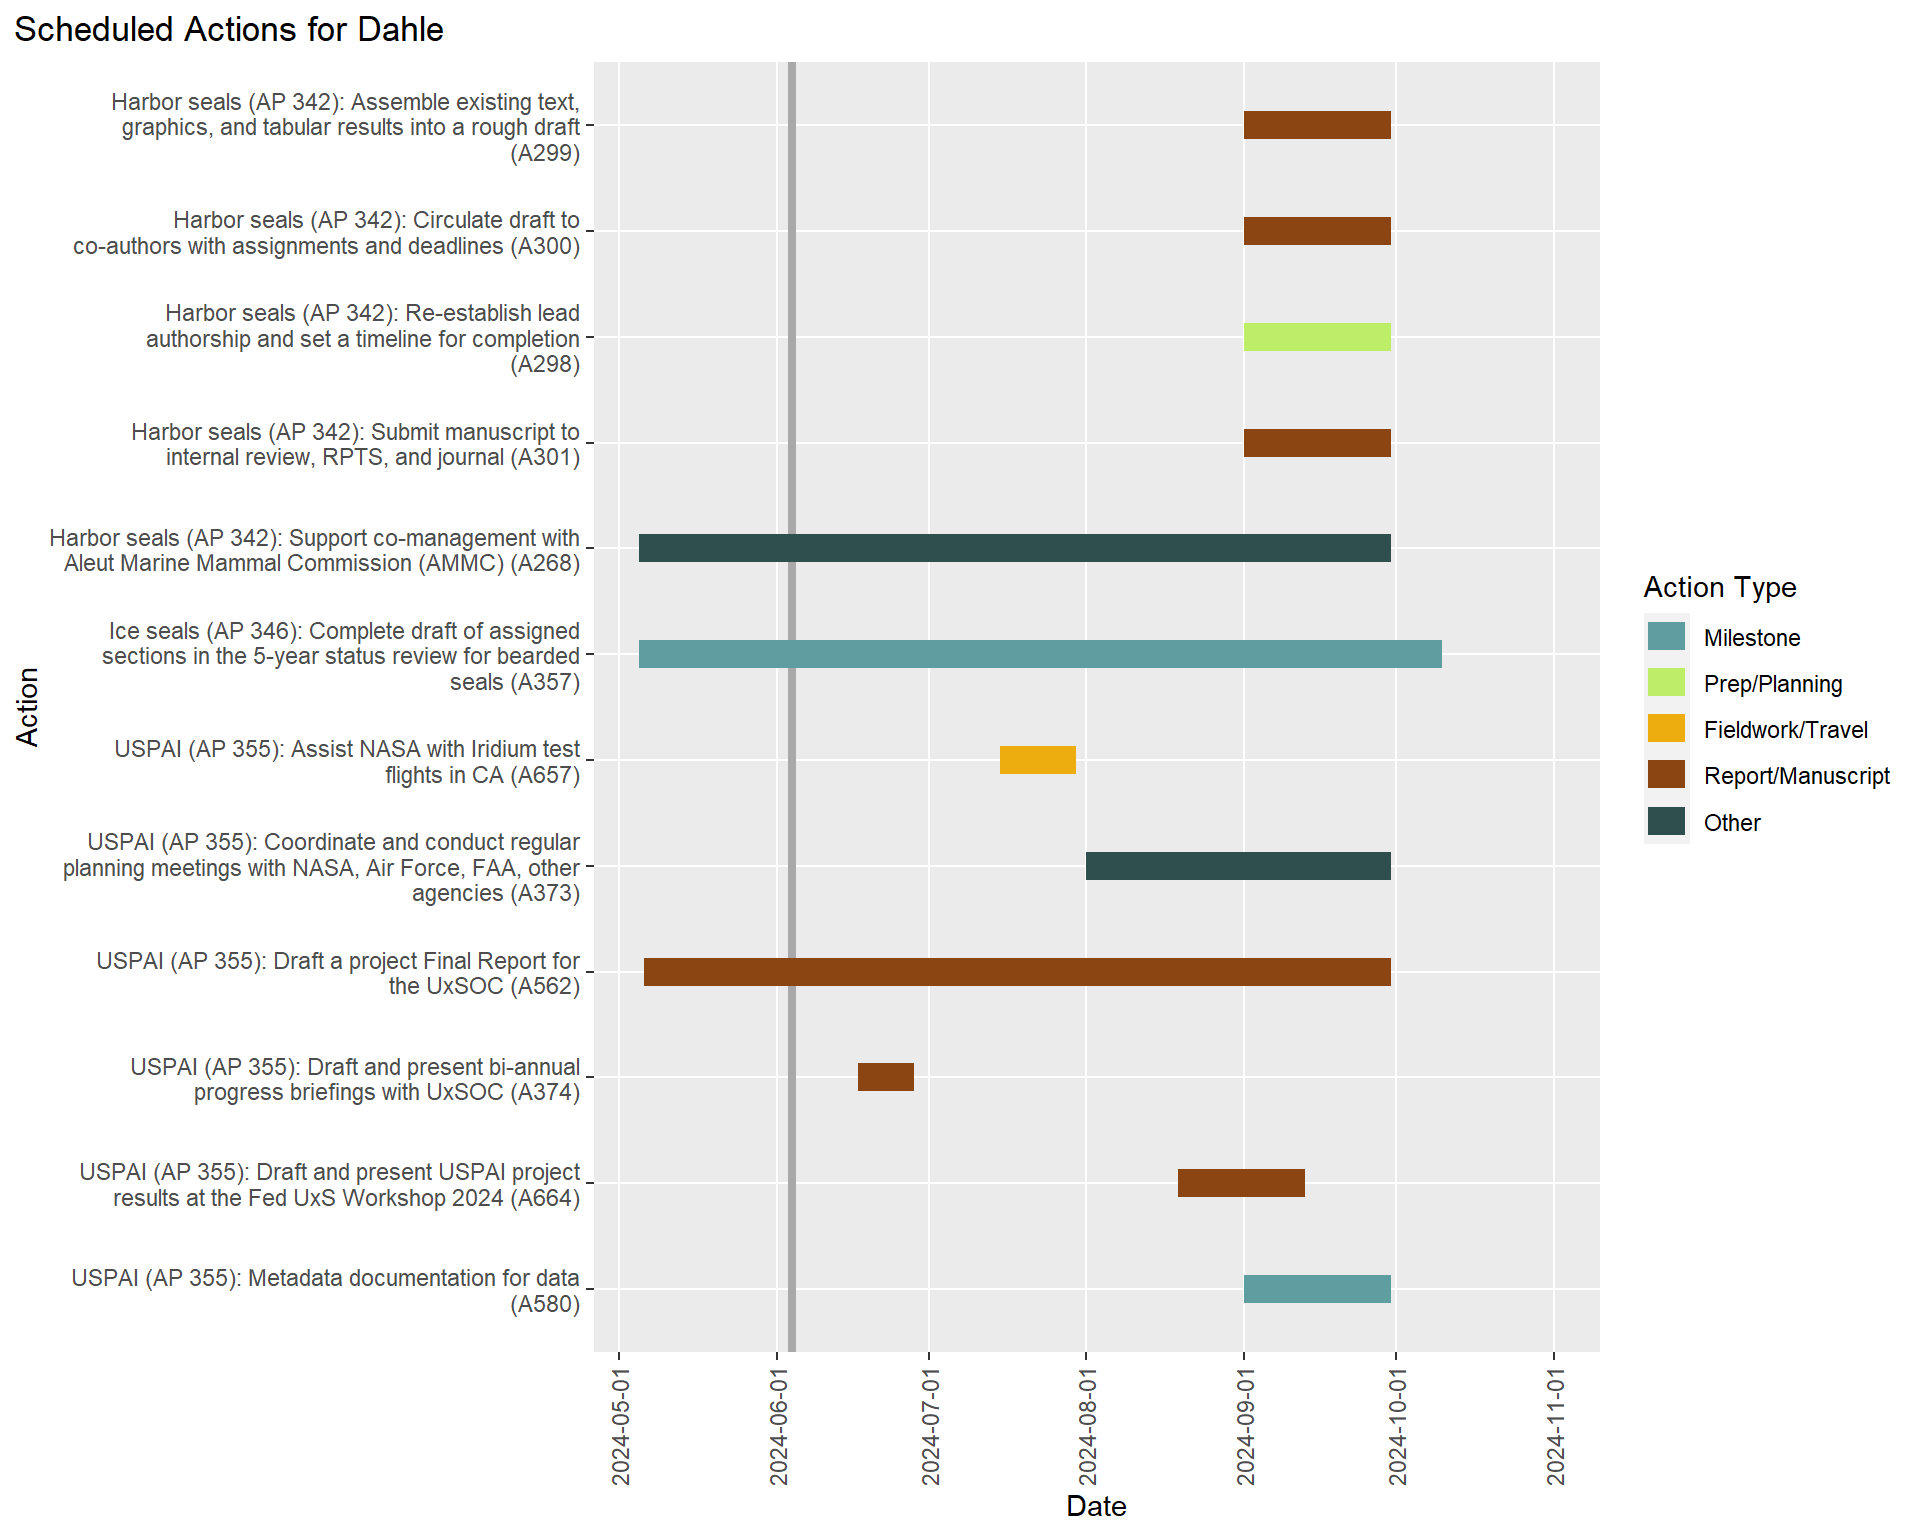 Scheduled Actions for Dahle
Harbor seals (AP 342): Assemble existing text,
graphics, and tabular results into a rough draft
(A299)
Harbor seals (AP 342): Circulate draft to
co-authors with assignments and deadlines (A300)
Harbor seals (AP 342): Re-establish lead
authorship and set a timeline for completion
(A298)
Harbor seals (AP 342): Submit manuscript to
internal review, RPTS, and journal (A301)
Harbor seals (AP 342): Support co-management with
Aleut Marine Mammal Commission (AMMC) (A268)
Ice seals (AP 346): Complete draft of assigned
sections in the 5-year status review for bearded
seals (A357)
USPAI (AP 355): Assist NASA with Iridium test
flights in CA (A657)
USPAI (AP 355): Coordinate and conduct regular
planning meetings with NASA, Air Force, FAA, other
agencies (A373)
USPAI (AP 355): Draft a project Final Report for
the UxSOC (A562)
USPAI (AP 355): Draft and present bi-annual
progress briefings with UxSOC (A374)
USPAI (AP 355): Draft and present USPAI project
results at the Fed UxS Workshop 2024 (A664)
USPAI (AP 355): Metadata documentation for data
(A580)
Action
2024-05-01
2024-06-01
2024-07-01
2024-08-01
2024-09-01
2024-10-01
2024-11-01
Date
Action Type
Milestone
Prep/Planning
Fieldwork/Travel
Report/Manuscript
Other